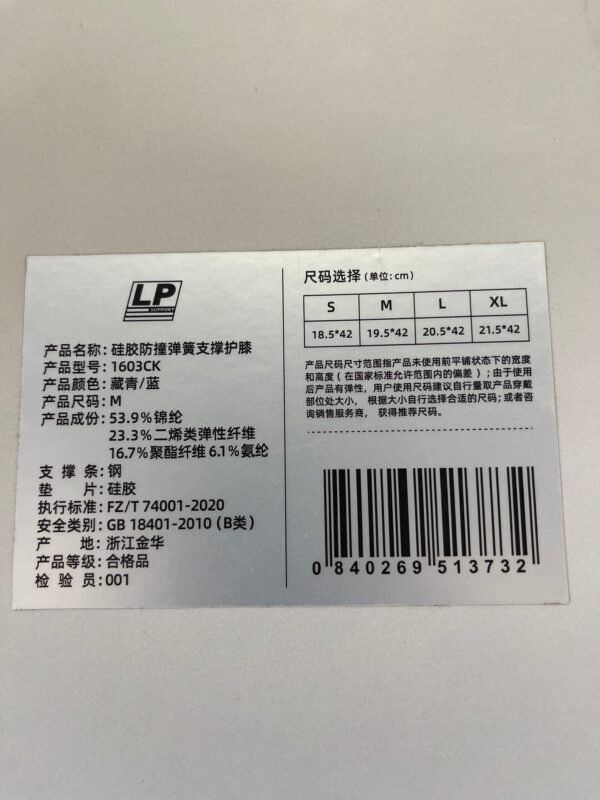 LP
SUPPORT
产品名称: 硅胶防撞弹簧支撑护膝
产品型号: 1603CK
产品颜色: 藏青/蓝
产品尺码: M
产品成份: 53.9%锦纶
23.3%二烯类弹性纤维
16.7%聚酯纤维 6.1%氨纶
支 撑 条: 钢
垫 片: 硅胶
执行标准: FZ/T 74001-2020
安全类别: GB 18401-2010 (B类)
产 地: 浙江金华
产品等级: 合格品
检 验 员: 001
尺码选择 (单位: cm)
S M L XL
18.5*42 19.5*42 20.5*42 21.5*42
产品尺码尺寸范围指产品未使用前平铺状态下的宽度
和高度 ( 在国家标准允许范围内的偏差 ) ; 由于使用
后产品有弹性, 用户使用尺码建议自行量取产品穿戴
部位处大小, 根据大小自行选择合适的尺码; 或者咨
询销售服务商, 获得推荐尺码。
0 840269 513732